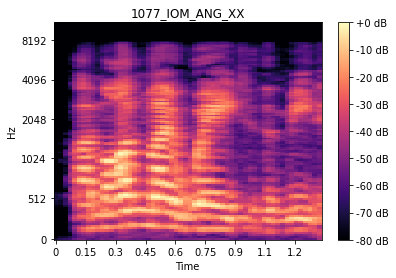 1077_IOM_ANG_XX
8192
4096
2048
1024
512
0
Hz
0 0.15 0.3 0.45 0.6 0.75 0.9 1.1 1.2
Time
+0 dB
-10 dB
-20 dB
-30 dB
-40 dB
-50 dB
-60 dB
-70 dB
-80 dB